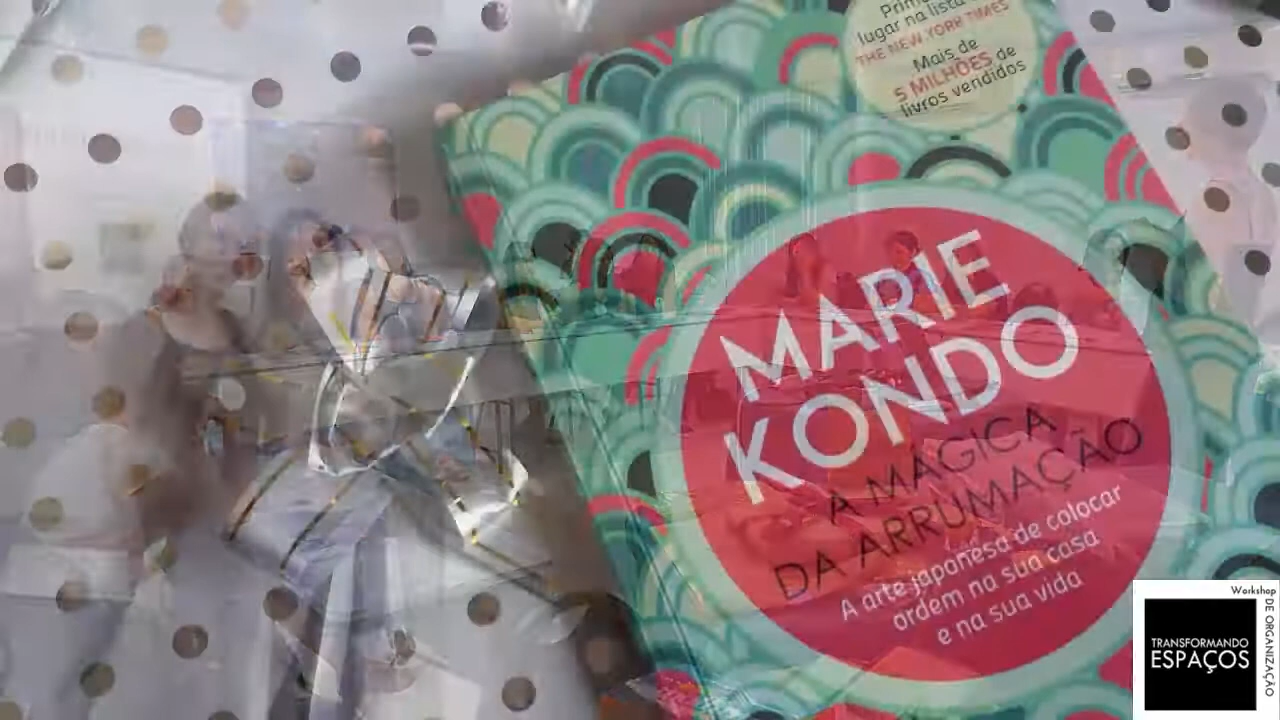 Prim
lugar na lista
THE NEW YORK TIMES
Mais de
5 MILHÕES de
livros vendidos
MARIE
KONDO
A MÁGICA
DA ARRUMAÇÃO
A arte japonesa de colocar
ordem na sua casa
e na sua vida
Workshop
DE ORGANIZAÇÃO
TRANSFORMANDO
ESPAÇOS